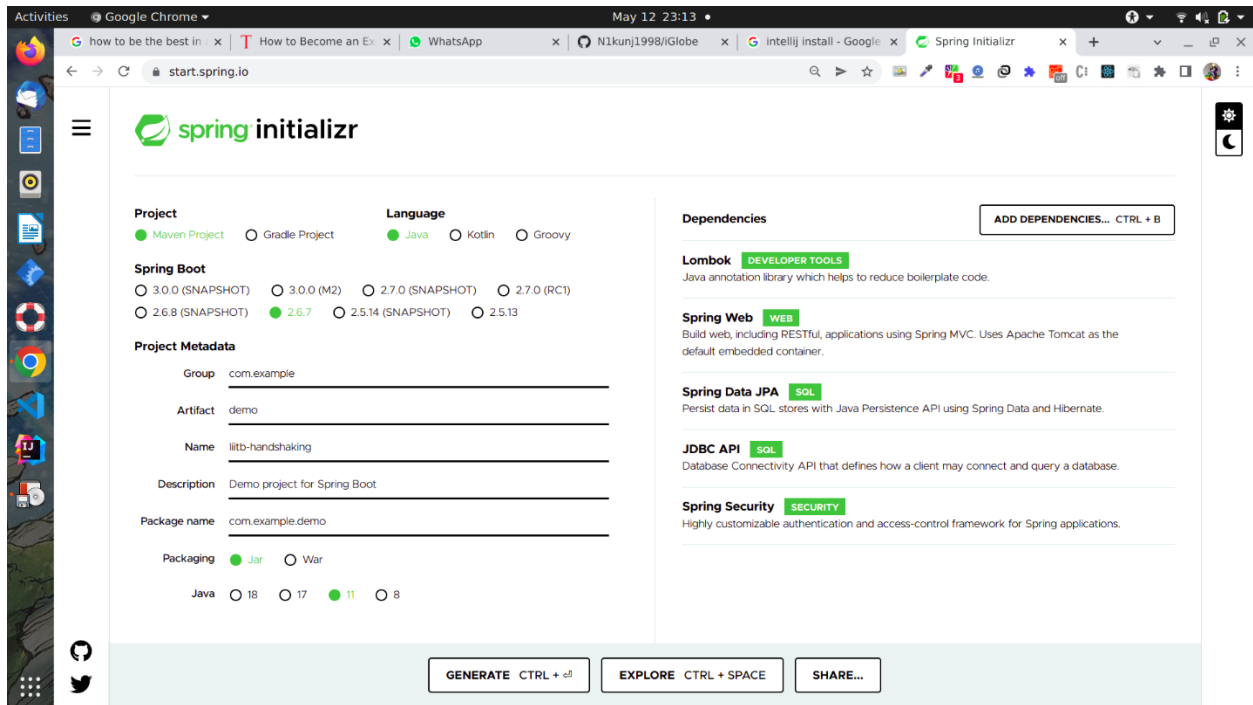 Activities Google Chrome May 12 23:13
how to be the best in How to Become an Ex WhatsApp N1kunj1998/iGlobe intellij install - Google Spring Initializr
start.spring.io
spring initializr
Project
Maven Project Gradle Project
Language
Java Kotlin Groovy
Spring Boot
3.0.0 (SNAPSHOT) 3.0.0 (M2) 2.7.0 (SNAPSHOT) 2.7.0 (RC1)
2.6.8 (SNAPSHOT) 2.6.7 2.5.14 (SNAPSHOT) 2.5.13
Project Metadata
Group com.example
Artifact demo
Name liitb-handshaking
Description Demo project for Spring Boot
Package name com.example.demo
Packaging Jar War
Java 18 17 11 8
Dependencies ADD DEPENDENCIES... CTRL + B
Lombok DEVELOPER TOOLS
Java annotation library which helps to reduce boilerplate code.
Spring Web WEB
Build web, including RESTful, applications using Spring MVC. Uses Apache Tomcat as the
default embedded container.
Spring Data JPA SQL
Persist data in SQL stores with Java Persistence API using Spring Data and Hibernate.
JDBC API SQL
Database Connectivity API that defines how a client may connect and query a database.
Spring Security SECURITY
Highly customizable authentication and access-control framework for Spring applications.
GENERATE CTRL + ⏎ EXPLORE CTRL + SPACE SHARE...